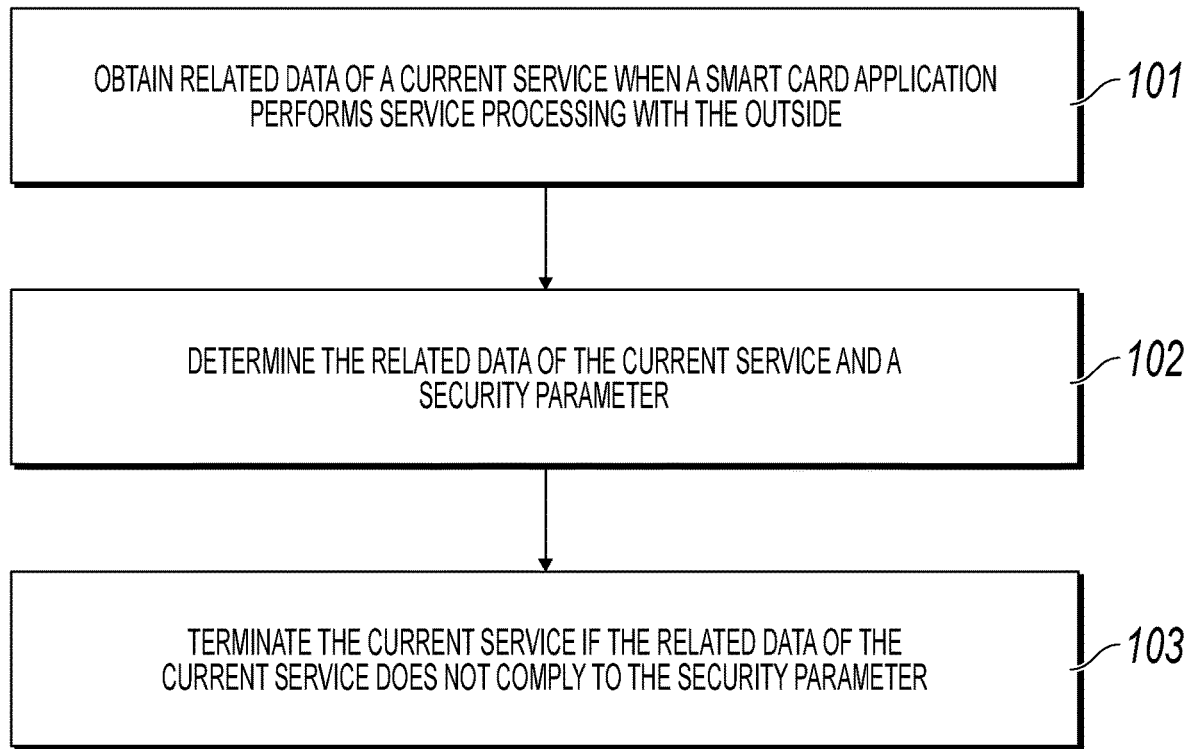 OBTAIN RELATED DATA OF A CURRENT SERVICE WHEN A SMART CARD APPLICATION
PERFORMS SERVICE PROCESSING WITH THE OUTSIDE
101
DETERMINE THE RELATED DATA OF THE CURRENT SERVICE AND A
SECURITY PARAMETER
102
TERMINATE THE CURRENT SERVICE IF THE RELATED DATA OF THE
CURRENT SERVICE DOES NOT COMPLY TO THE SECURITY PARAMETER
103